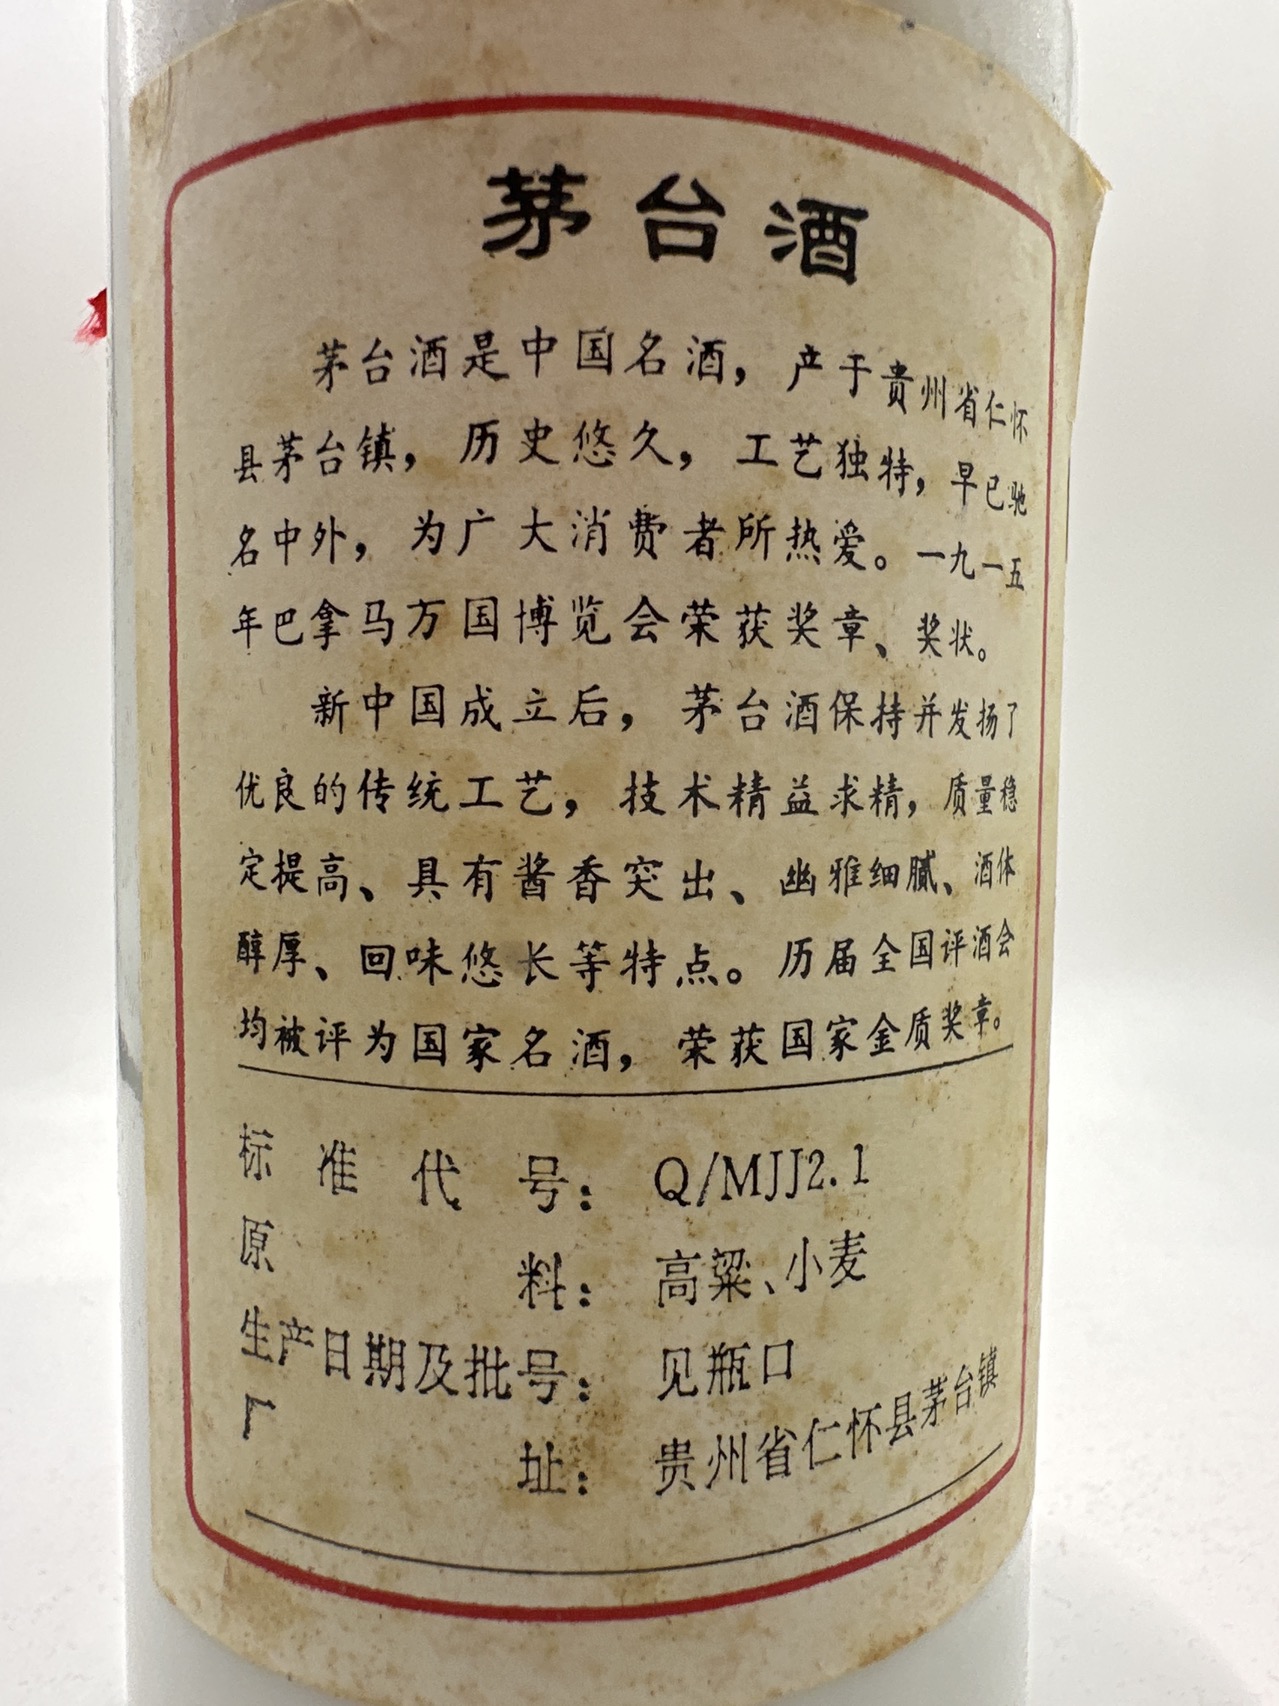 茅台酒
茅台酒是中国名酒，产于贵州省仁怀
县茅台镇，历史悠久，工艺独特，早已驰
名中外，为广大消费者所热爱。一九一五
年巴拿马万国博览会荣获奖章、奖状。
新中国成立后，茅台酒保持并发扬了
优良的传统工艺，技术精益求精，质量稳
定提高、具有酱香突出、幽雅细腻、酒体
醇厚、回味悠长等特点。历届全国评酒会
均被评为国家名酒，荣获国家金质奖章。
标准代号：Q/MJJ2.1
原料：高粱、小麦
生产日期及批号：见瓶口
厂址：贵州省仁怀县茅台镇